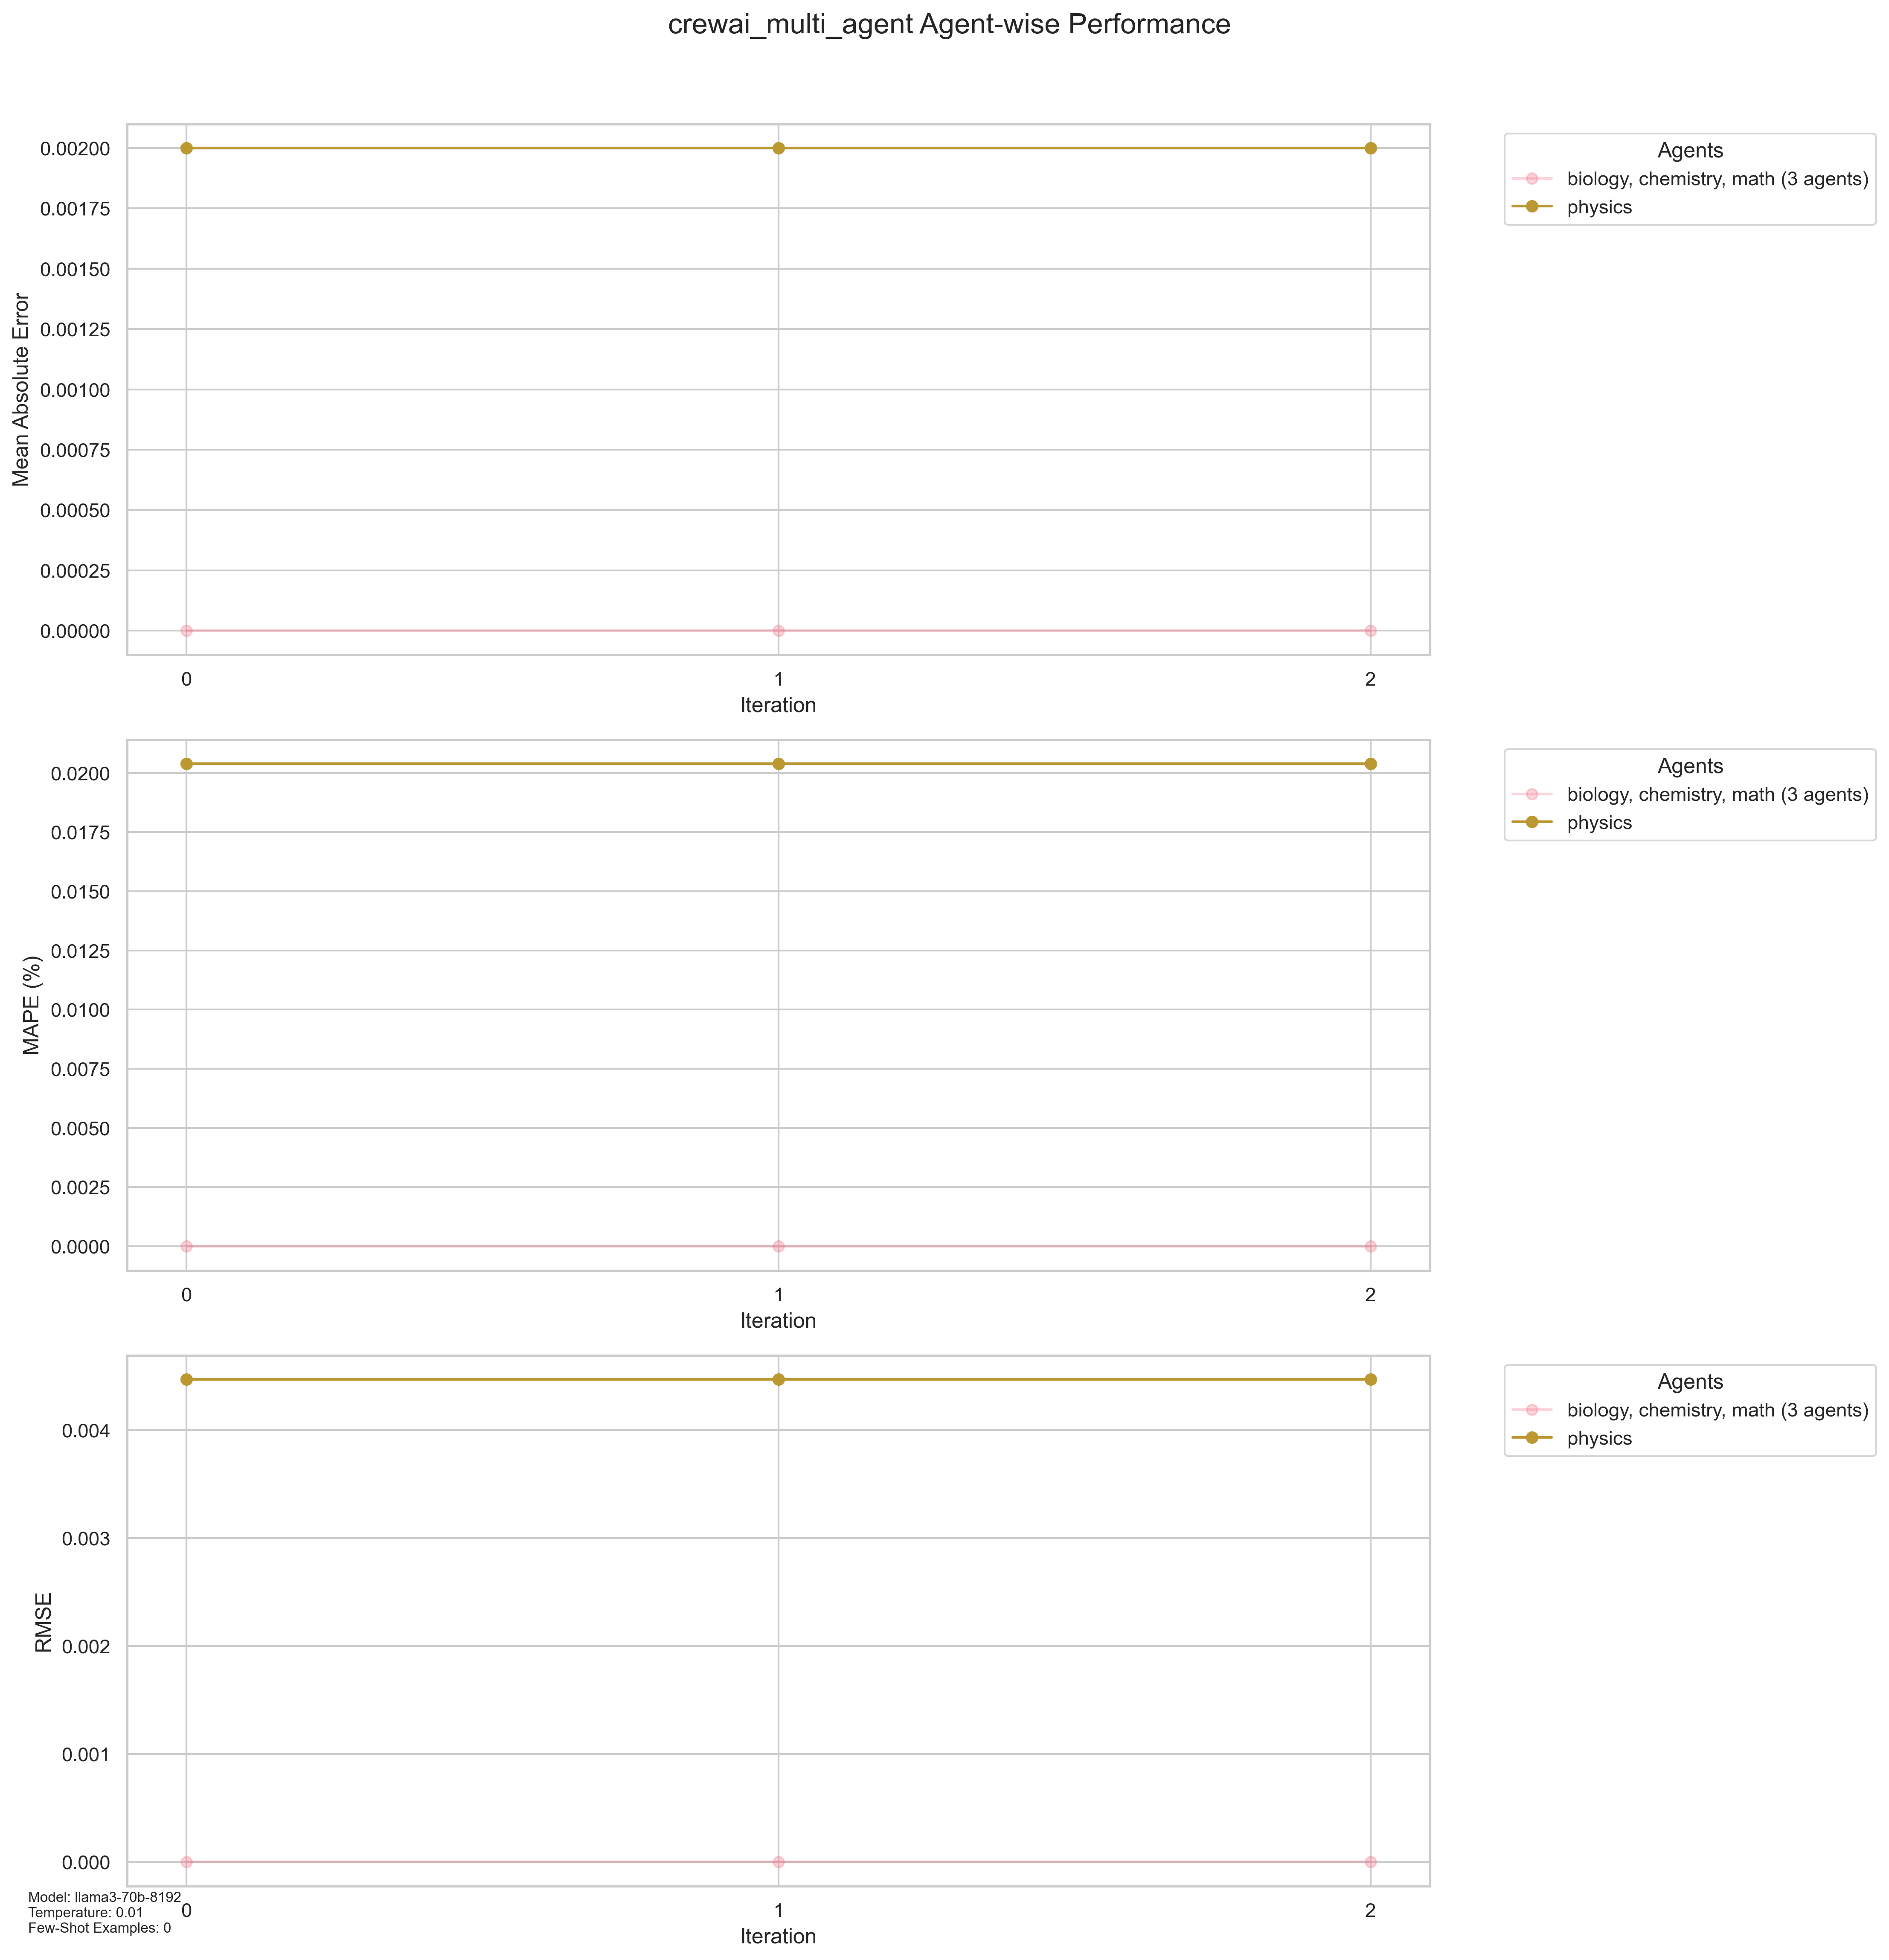 crewai_multi_agent Agent-wise Performance
0.00200
0.00175
0.00150
0.00125
0.00100
0.00075
0.00050
0.00025
0.00000
Mean Absolute Error
0 1 2
Iteration
Agents
biology, chemistry, math (3 agents)
physics
0.0200
0.0175
0.0150
0.0125
0.0100
0.0075
0.0050
0.0025
0.0000
MAPE (%)
0 1 2
Iteration
Agents
biology, chemistry, math (3 agents)
physics
0.004
0.003
0.002
0.001
0.000
RMSE
0 1 2
Iteration
Agents
biology, chemistry, math (3 agents)
physics
Model: llama3-70b-8192
Temperature: 0.01
Few-Shot Examples: 0